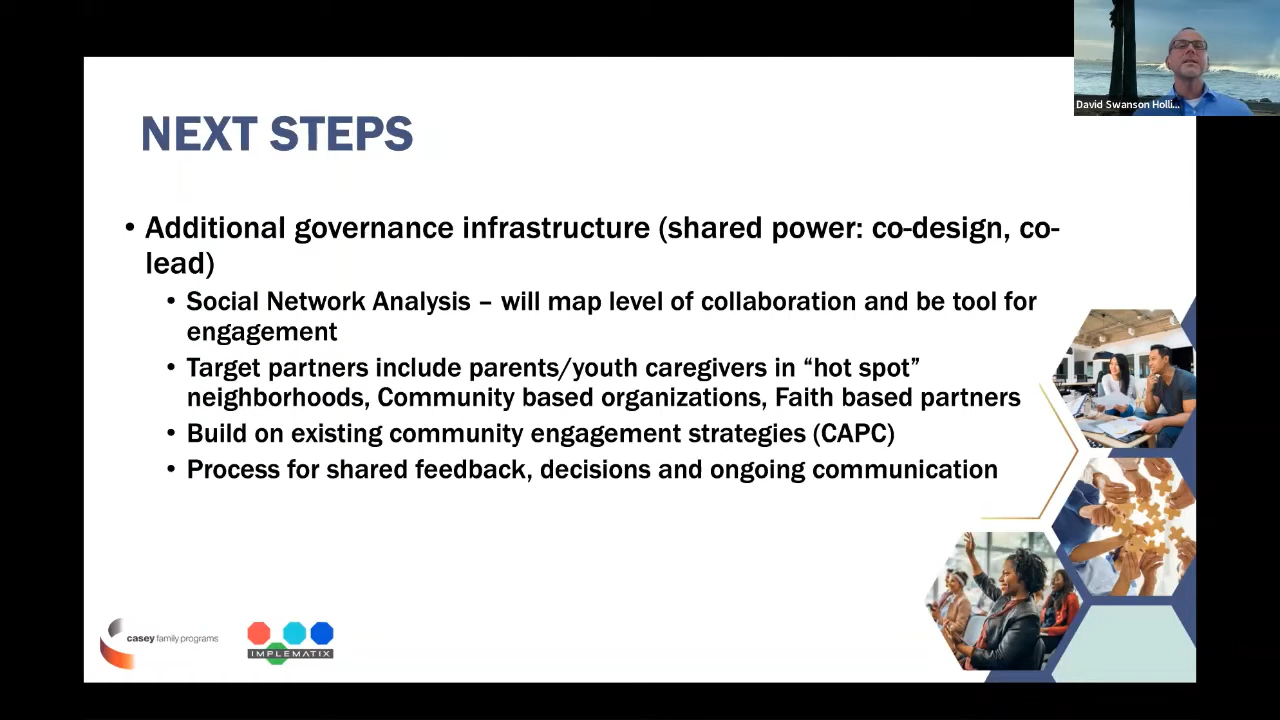 David Swanson Holli...
NEXT STEPS
• Additional governance infrastructure (shared power: co-design, co-
lead)
• Social Network Analysis – will map level of collaboration and be tool for
engagement
• Target partners include parents/youth caregivers in “hot spot”
neighborhoods, Community based organizations, Faith based partners
• Build on existing community engagement strategies (CAPC)
• Process for shared feedback, decisions and ongoing communication
casey family programs
IMPLEMATIX